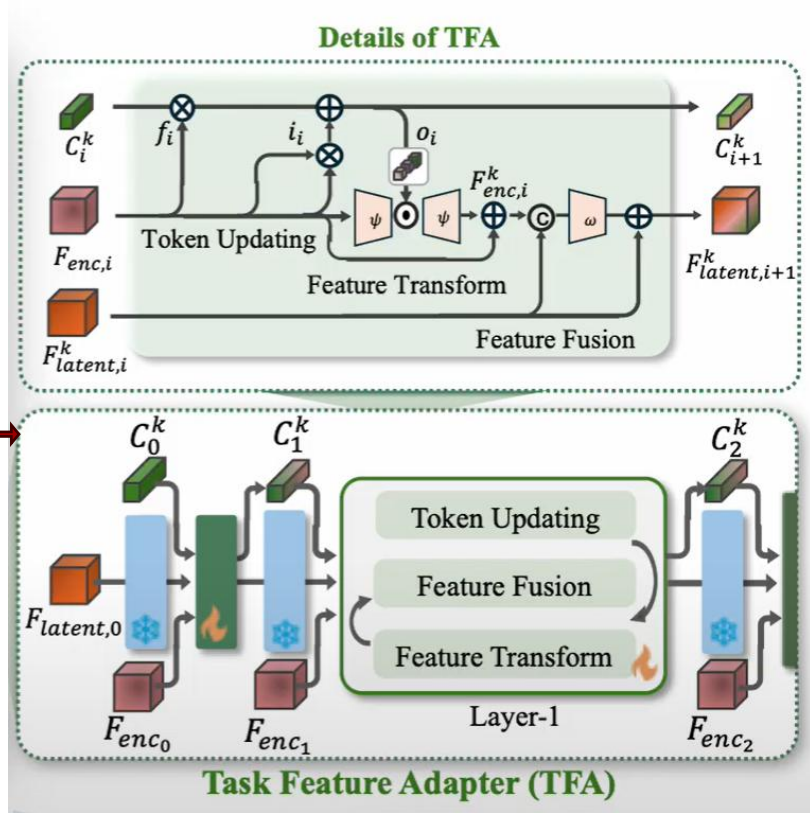 Details of TFA
C_i^k
f_i
i_i
o_i
C_{i+1}^k
F_{enc,i}^k
ψ
ψ
C
ω
Token Updating
F_{enc,i}
Feature Transform
F_{latent,i+1}^k
Feature Fusion
F_{latent,i}^k
C_0^k
C_1^k
C_2^k
Token Updating
Feature Fusion
Feature Transform
F_{latent,0}
Layer-1
F_{enc_0}
F_{enc_1}
F_{enc_2}
Task Feature Adapter (TFA)